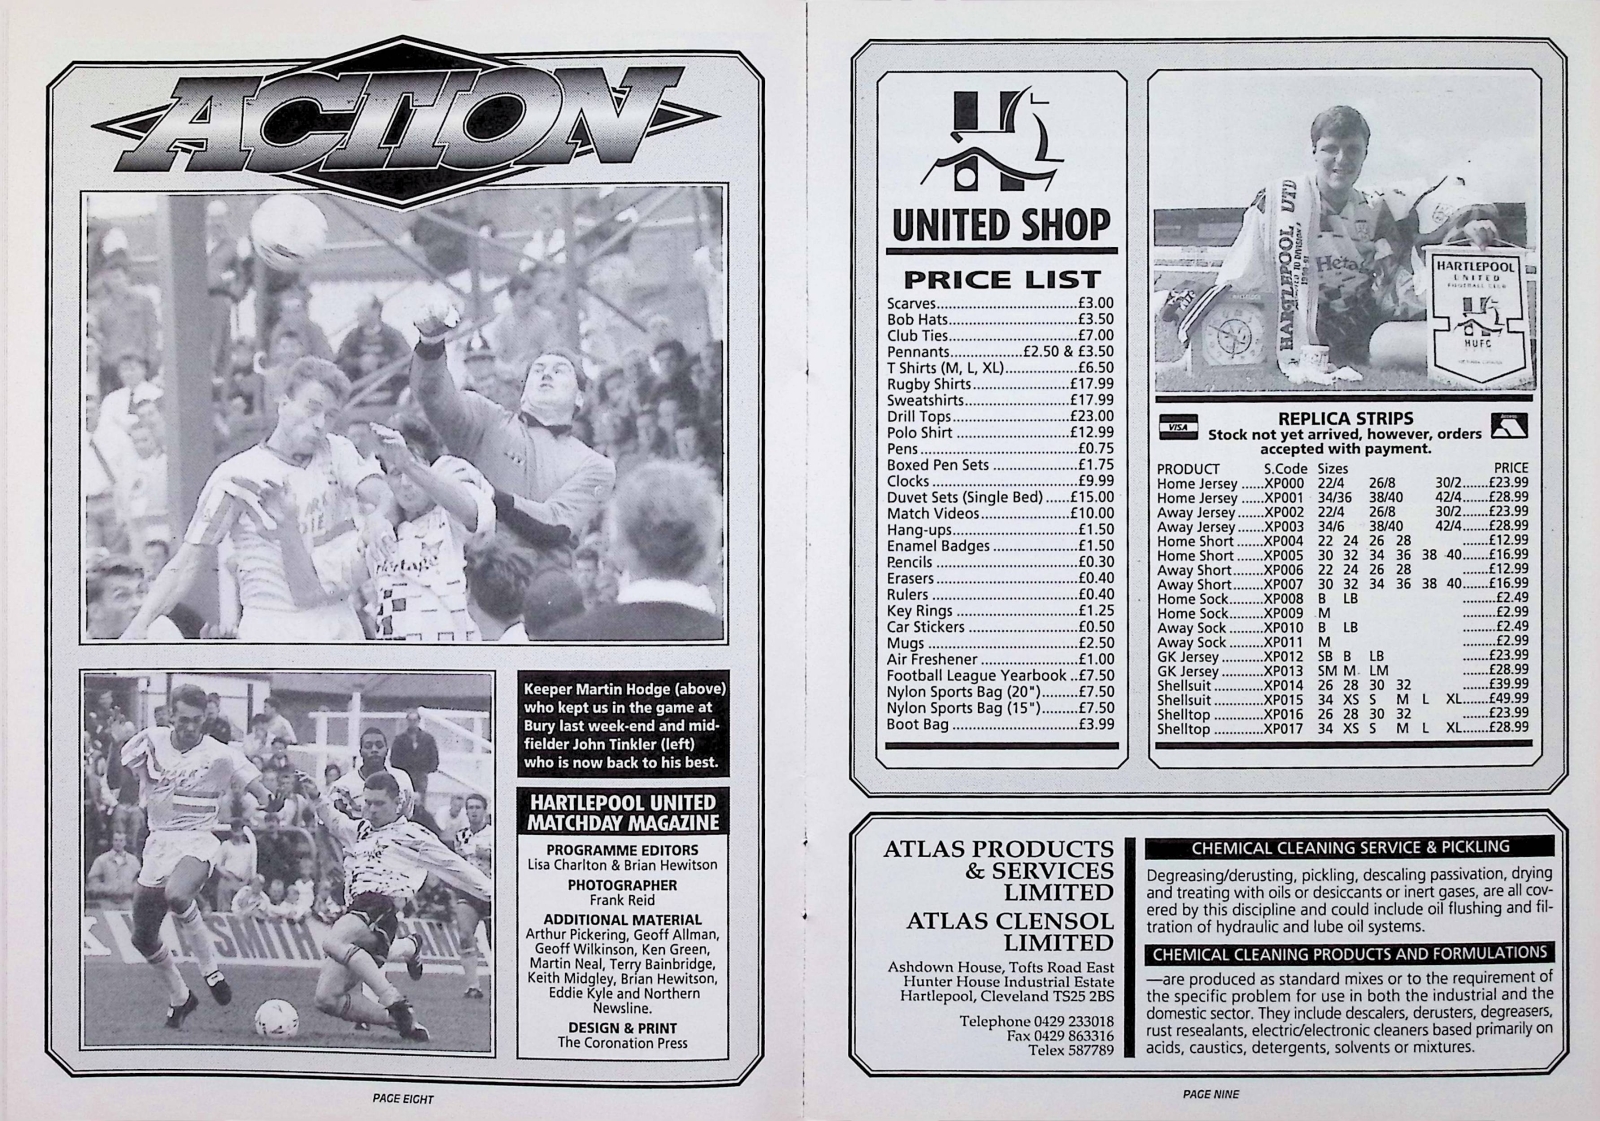 ACTION
Keeper Martin Hodge (above)
who kept us in the game at
Bury last week-end and mid-
fielder John Tinkler (left)
who is now back to his best.
HARTLEPOOL UNITED
MATCHDAY MAGAZINE
PROGRAMME EDITORS
Lisa Charlton & Brian Hewitson
PHOTOGRAPHER
Frank Reid
ADDITIONAL MATERIAL
Arthur Pickering, Geoff Allman,
Geoff Wilkinson, Ken Green,
Martin Neal, Terry Bainbridge,
Keith Midgley, Brian Hewitson,
Eddie Kyle and Northern
Newsline.
DESIGN & PRINT
The Coronation Press
SMITH
PAGE EIGHT
UNITED SHOP
PRICE LIST
Scarves..............................£3.00
Bob Hats............................£3.50
Club Ties............................£7.00
Pennants................£2.50 & £3.50
T Shirts (M, L, XL)................£6.50
Rugby Shirts......................£17.99
Sweatshirts........................£17.99
Drill Tops...........................£23.00
Polo Shirt ..........................£12.99
Pens..................................£0.75
Boxed Pen Sets ...................£1.75
Clocks ...............................£9.99
Duvet Sets (Single Bed) ......£15.00
Match Videos.....................£10.00
Hang-ups............................£1.50
Enamel Badges ...................£1.50
Pencils ...............................£0.30
Erasers ...............................£0.40
Rulers ................................£0.40
Key Rings ...........................£1.25
Car Stickers ........................£0.50
Mugs .................................£2.50
Air Freshener ......................£1.00
Football League Yearbook ..£7.50
Nylon Sports Bag (20")........£7.50
Nylon Sports Bag (15")........£7.50
Boot Bag ............................£3.99
HARTLEPOOL UTD
HARTLEPOOL
UNITED
FOOTBALL CLUB
HUFC
VISA
REPLICA STRIPS
Stock not yet arrived, however, orders
accepted with payment.
PRODUCT S.Code Sizes PRICE
Home Jersey ......XP000 22/4 26/8 30/2.......£23.99
Home Jersey ......XP001 34/36 38/40 42/4.......£28.99
Away Jersey ......XP002 22/4 26/8 30/2.......£23.99
Away Jersey ......XP003 34/6 38/40 42/4.......£28.99
Home Short ......XP004 22 24 26 28 .......£12.99
Home Short ......XP005 30 32 34 36 38 40.......£16.99
Away Short.......XP006 22 24 26 28 .......£12.99
Away Short.......XP007 30 32 34 36 38 40.......£16.99
Home Sock........XP008 B LB .......£2.49
Home Sock........XP009 M .......£2.99
Away Sock ........XP010 B LB .......£2.49
Away Sock ........XP011 M .......£2.99
GK Jersey ..........XP012 SB B LB .......£23.99
GK Jersey ..........XP013 SM M LM .......£28.99
Shellsuit ............XP014 26 28 30 32 .......£39.99
Shellsuit ............XP015 34 XS S M L XL.......£49.99
Shelltop ............XP016 26 28 30 32 .......£23.99
Shelltop ............XP017 34 XS S M L XL.......£28.99
ATLAS PRODUCTS
& SERVICES
LIMITED
ATLAS CLENSOL
LIMITED
Ashdown House, Tofts Road East
Hunter House Industrial Estate
Hartlepool, Cleveland TS25 2BS
Telephone 0429 233018
Fax 0429 863316
Telex 587789
CHEMICAL CLEANING SERVICE & PICKLING
Degreasing/derusting, pickling, descaling passivation, drying
and treating with oils or desiccants or inert gases, are all cov-
ered by this discipline and could include oil flushing and fil-
tration of hydraulic and lube oil systems.
CHEMICAL CLEANING PRODUCTS AND FORMULATIONS
—are produced as standard mixes or to the requirement of
the specific problem for use in both the industrial and the
domestic sector. They include descalers, derusters, degreasers,
rust resealants, electric/electronic cleaners based primarily on
acids, caustics, detergents, solvents or mixtures.
PAGE NINE